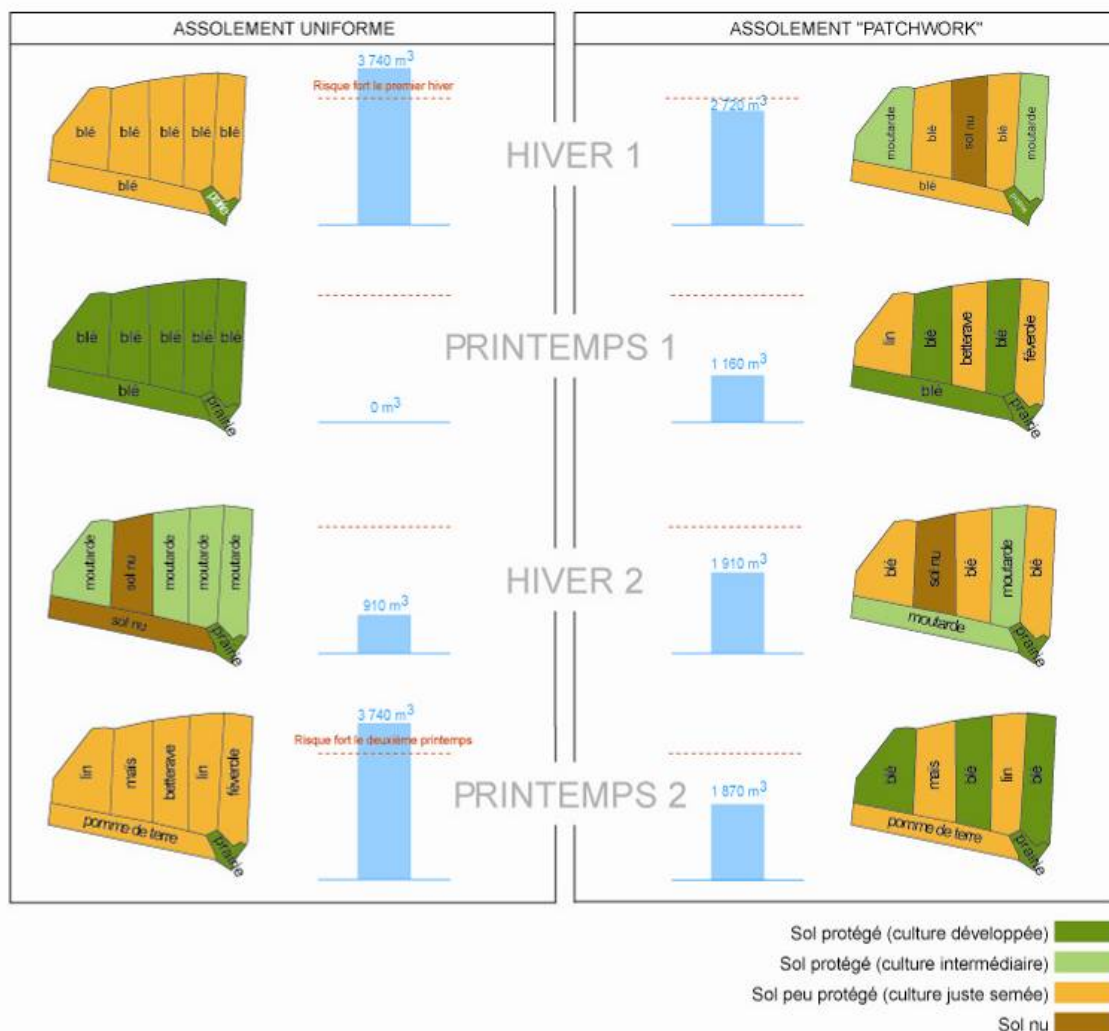 ASSOLEMENT UNIFORME
ASSOLEMENT "PATCHWORK"
HIVER 1
3 740 m³
Risque fort le premier hiver
blé
blé
blé
blé
blé
blé
prairie
2 720 m³
moutarde
blé
sol nu
blé
moutarde
blé
prairie
PRINTEMPS 1
blé
blé
blé
blé
blé
blé
prairie
0 m³
1 160 m³
lin
blé
betterave
blé
féverole
blé
prairie
HIVER 2
moutarde
sol nu
moutarde
moutarde
moutarde
sol nu
prairie
910 m³
1 910 m³
blé
sol nu
blé
moutarde
blé
moutarde
prairie
PRINTEMPS 2
3 740 m³
Risque fort le deuxième printemps
lin
maïs
betterave
lin
féverole
pomme de terre
prairie
1 870 m³
blé
maïs
blé
lin
blé
pomme de terre
prairie
Sol protégé (culture développée)
Sol protégé (culture intermédiaire)
Sol peu protégé (culture juste semée)
Sol nu